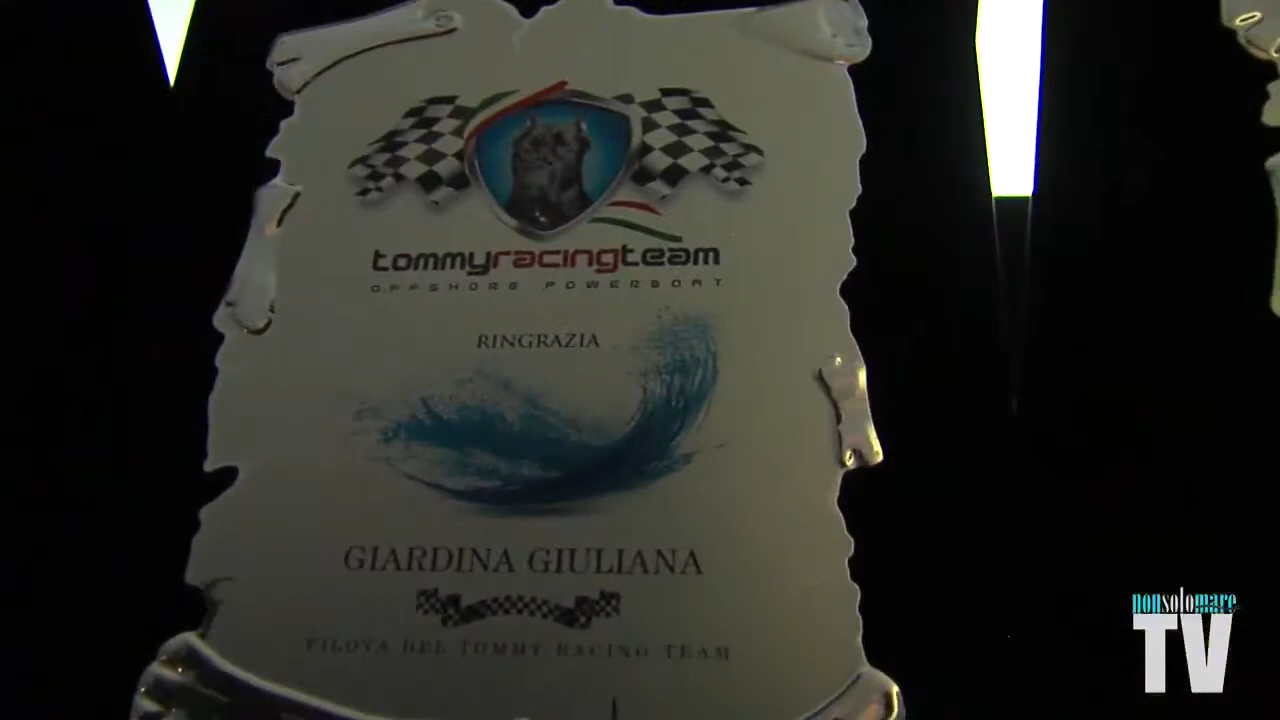 tommyracingteam
OFFSHORE POWERBOAT
RINGRAZIA
GIARDINA GIULIANA
PILOTA DEL TOMMY RACING TEAM
nonsolomare
TV